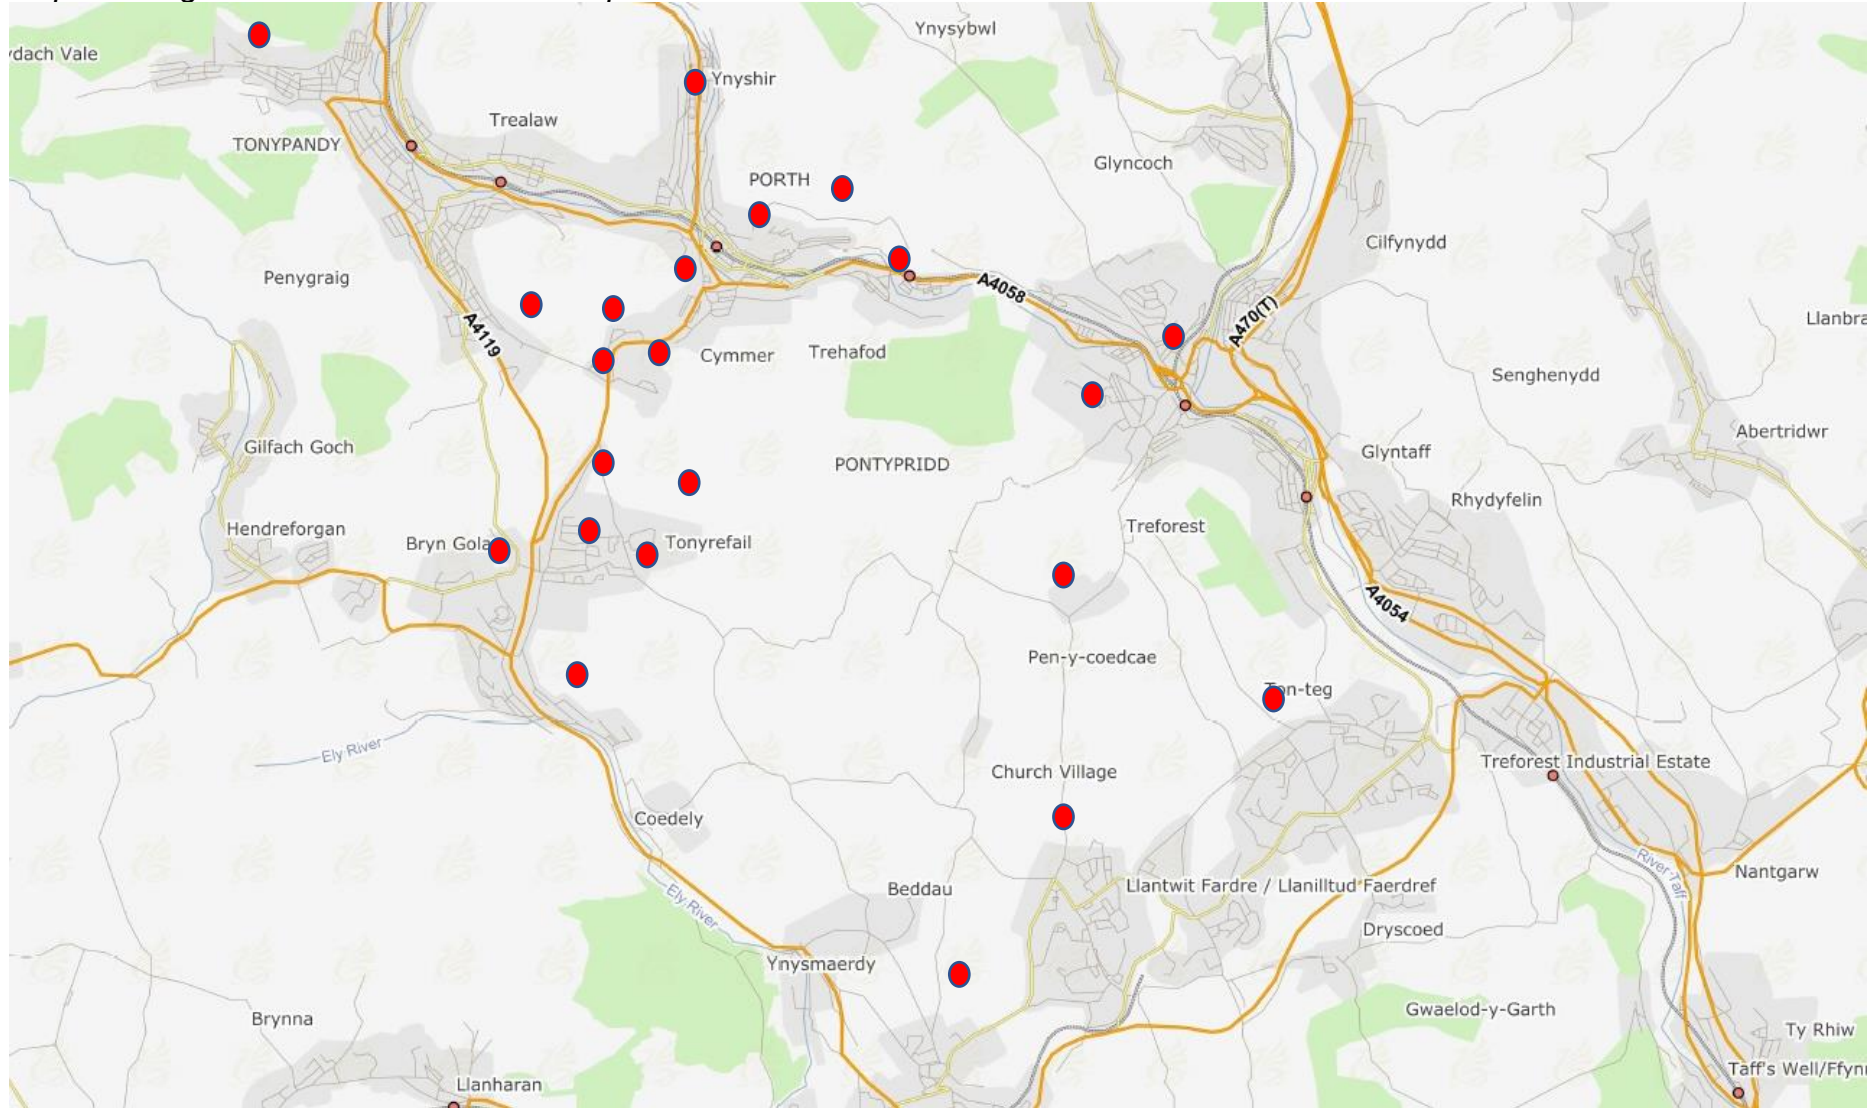 Ynysybwl
ydach Vale
Ynyshir
Trealaw
TONYPANDY
Glyncoch
PORTH
Cilfynydd
Penygraig
A4058
A470(T)
Llanbra
A4119
Cymmer
Trehafod
Senghenydd
Abertridwr
Gilfach Goch
Glyntaff
PONTYPRIDD
Rhydyfelin
Hendreforgan
Treforest
Bryn Gola
Tonyrefail
A4054
Pen-y-coedcae
Ton-teg
Ely River
Treforest Industrial Estate
Church Village
Coedely
River Taff
Nantgarw
Beddau
Llantwit Fardre / Llanilltud Faerdref
Ely River
Dryscoed
Ynysmaerdy
Gwaelod-y-Garth
Brynna
Ty Rhiw
Taff's Well/Ffynn
Llanharan